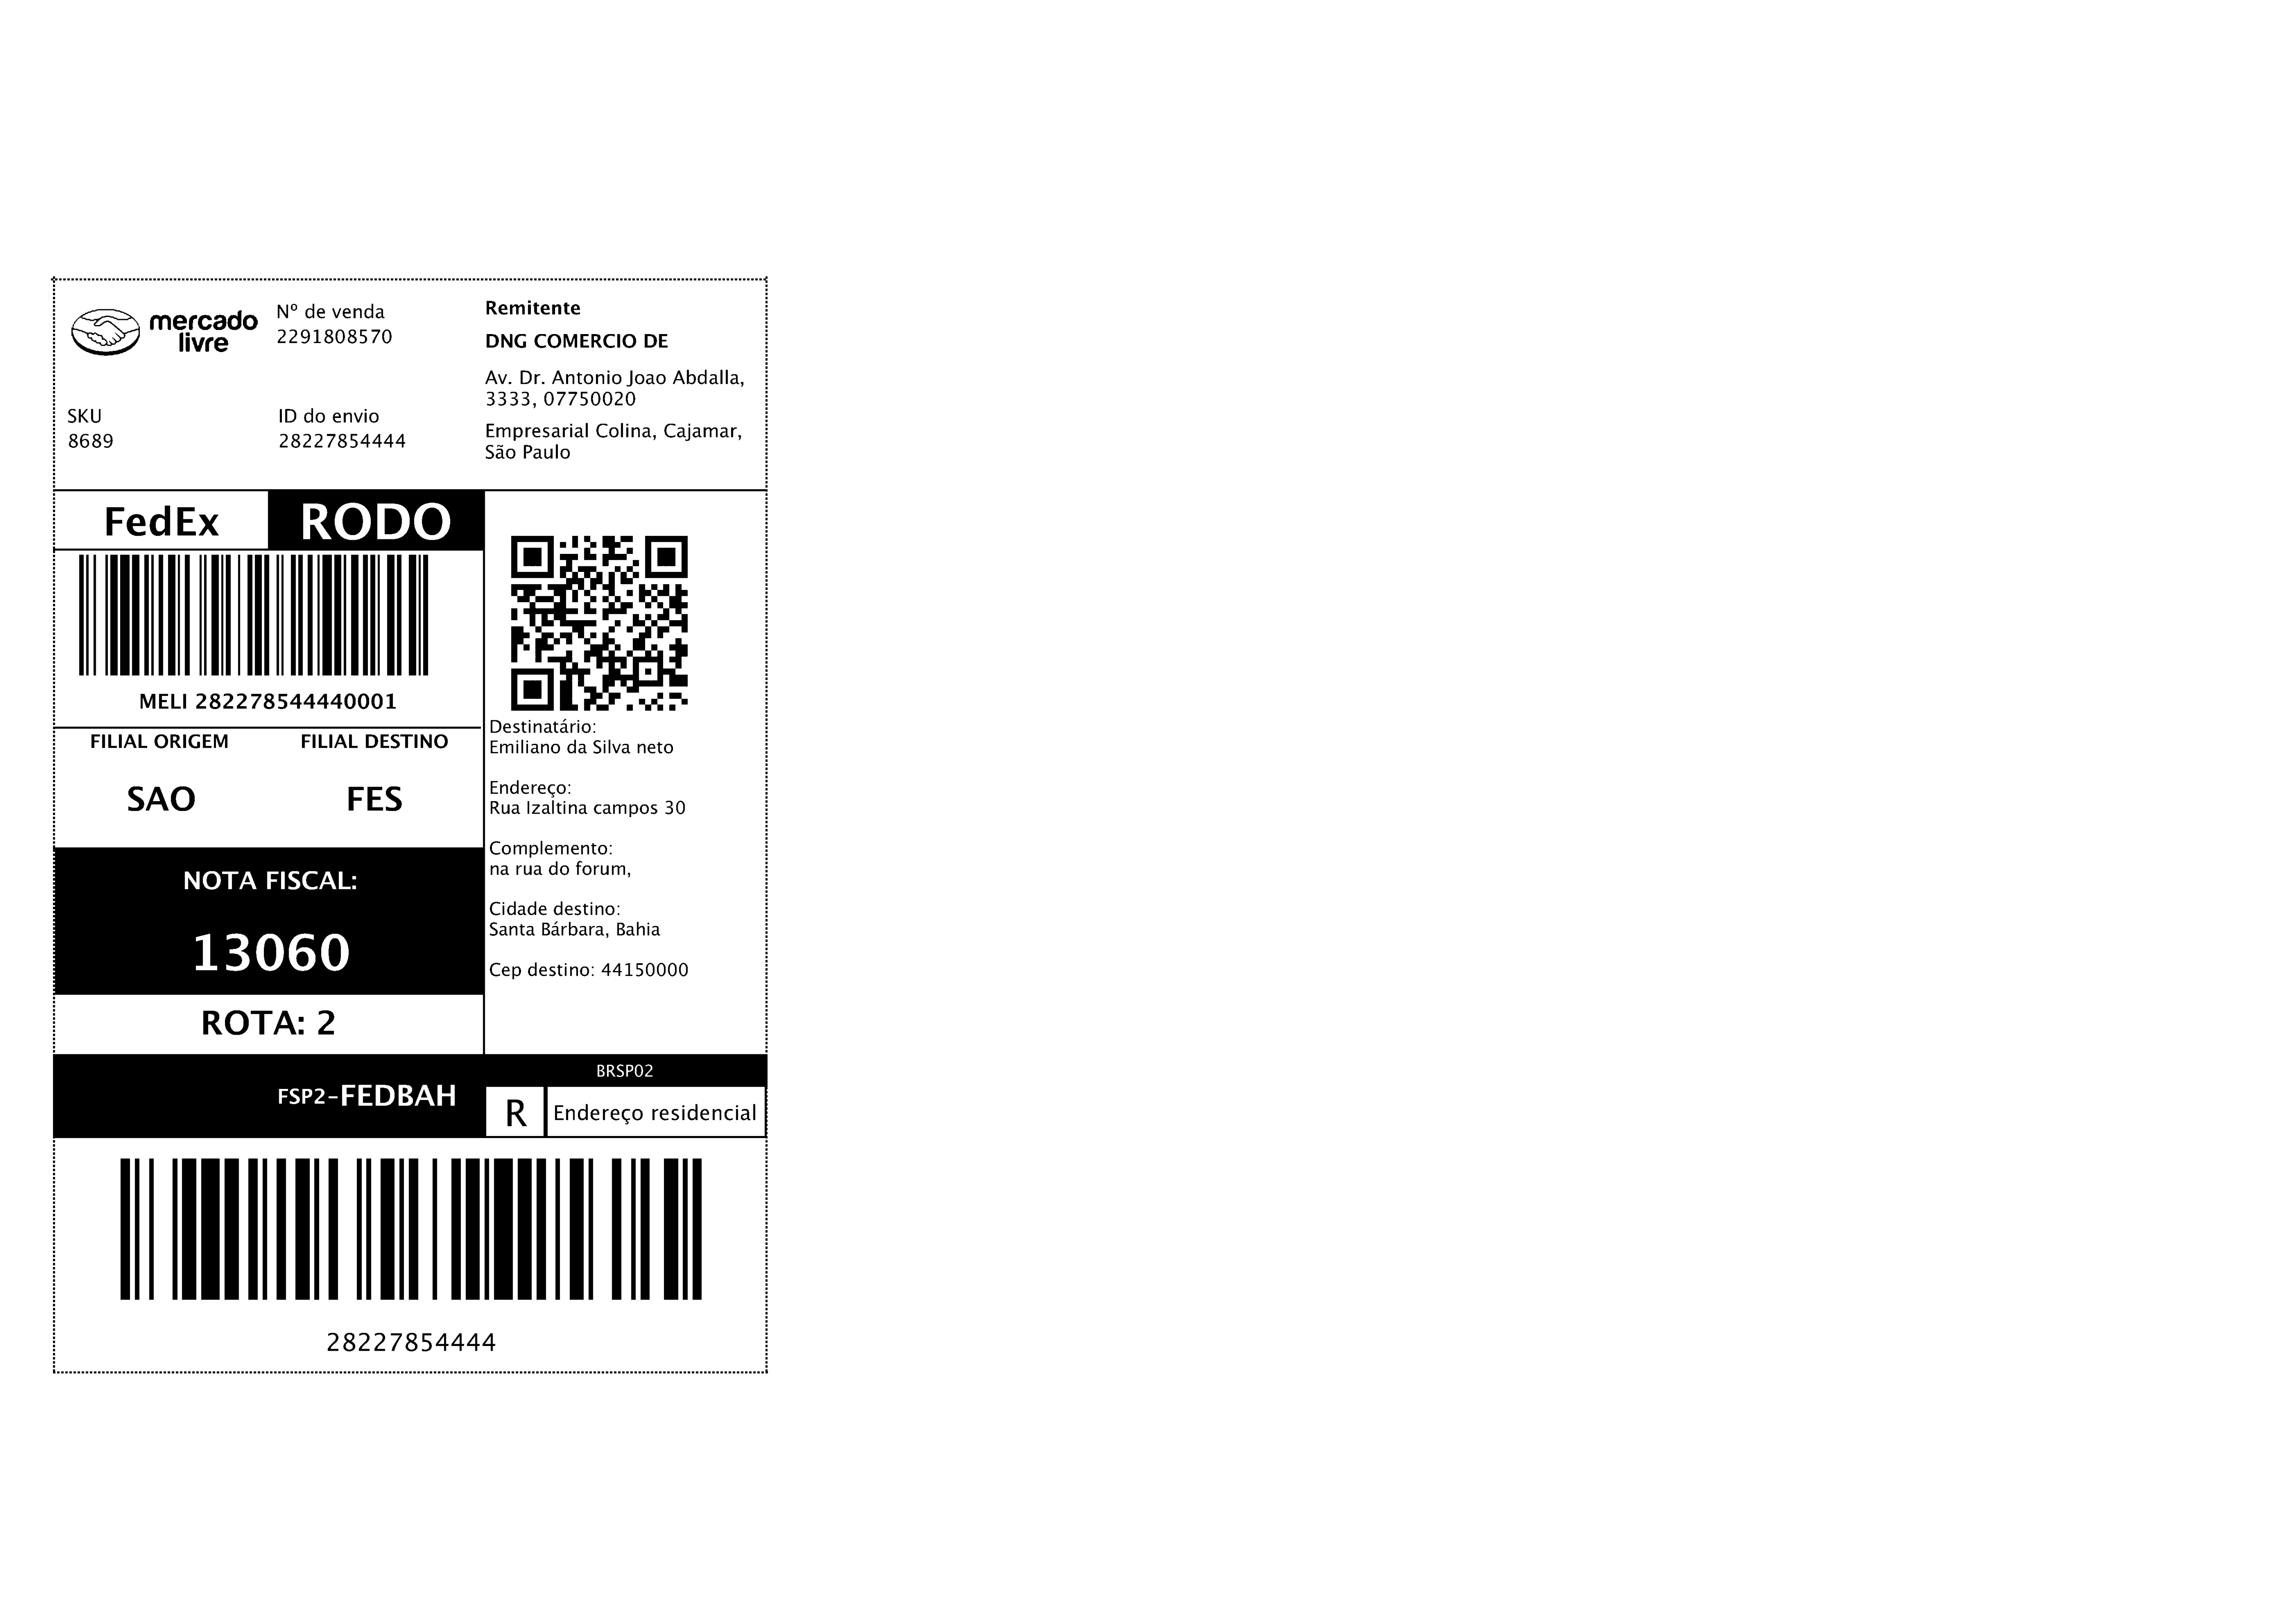 mercado
livre
Nº de venda
2291808570
SKU
8689
ID do envio
28227854444
Remitente
DNG COMERCIO DE
Av. Dr. Antonio Joao Abdalla,
3333, 07750020
Empresarial Colina, Cajamar,
São Paulo
FedEx
RODO
MELI 282278544440001
FILIAL ORIGEM
FILIAL DESTINO
SAO
FES
NOTA FISCAL:
13060
ROTA: 2
Destinatário:
Emiliano da Silva neto
Endereço:
Rua Izaltina campos 30
Complemento:
na rua do forum,
Cidade destino:
Santa Bárbara, Bahia
Cep destino: 44150000
FSP2-FEDBAH
BRSP02
R
Endereço residencial
28227854444